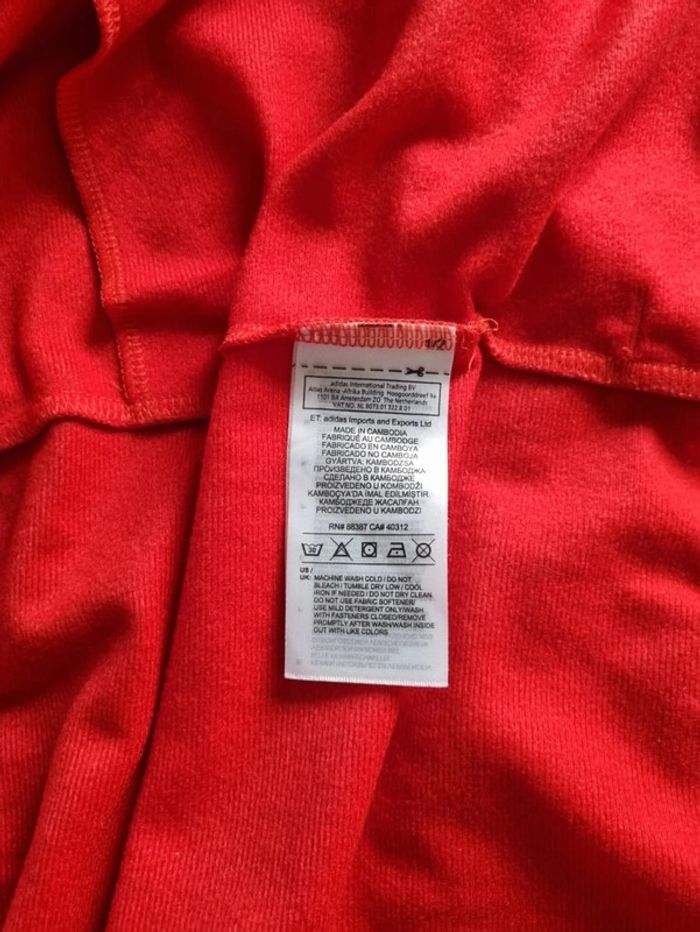 1/2
adidas International Trading BV
Atlas Arena -Afrika Building Hoogoorddreef 9a
1101 BA Amsterdam ZO The Netherlands
VAT NO. NL 8073.01.322.B.01
ET: adidas Imports and Exports Ltd
MADE IN CAMBODIA
FABRIQUÉ AU CAMBODGE
FABRICADO EN CAMBOYA
FABRICADO NO CAMBOJA
GYÁRTVA: KAMBODZSA
ПРОИЗВЕДЕНО В КАМБОДЖА
СДЕЛАНО В КАМБОДЖЕ
PROIZVEDENO U KOMBODŽI
KAMBOÇYA'DA İMAL EDİLMİŞTİR
КАМБОДЖЕДЕ ЖАСАЛҒАН
PROIZVEDENO U KAMBODZI
RN# 88387 CA# 40312
30
US /
UK: MACHINE WASH COLD / DO NOT
BLEACH / TUMBLE DRY LOW / COOL
IRON IF NEEDED / DO NOT DRY CLEAN
DO NOT USE FABRIC SOFTENER/
USE MILD DETERGENT ONLY/WASH
WITH FASTENERS CLOSED/REMOVE
PROMPTLY AFTER WASH/WASH INSIDE
OUT WITH LIKE COLORS